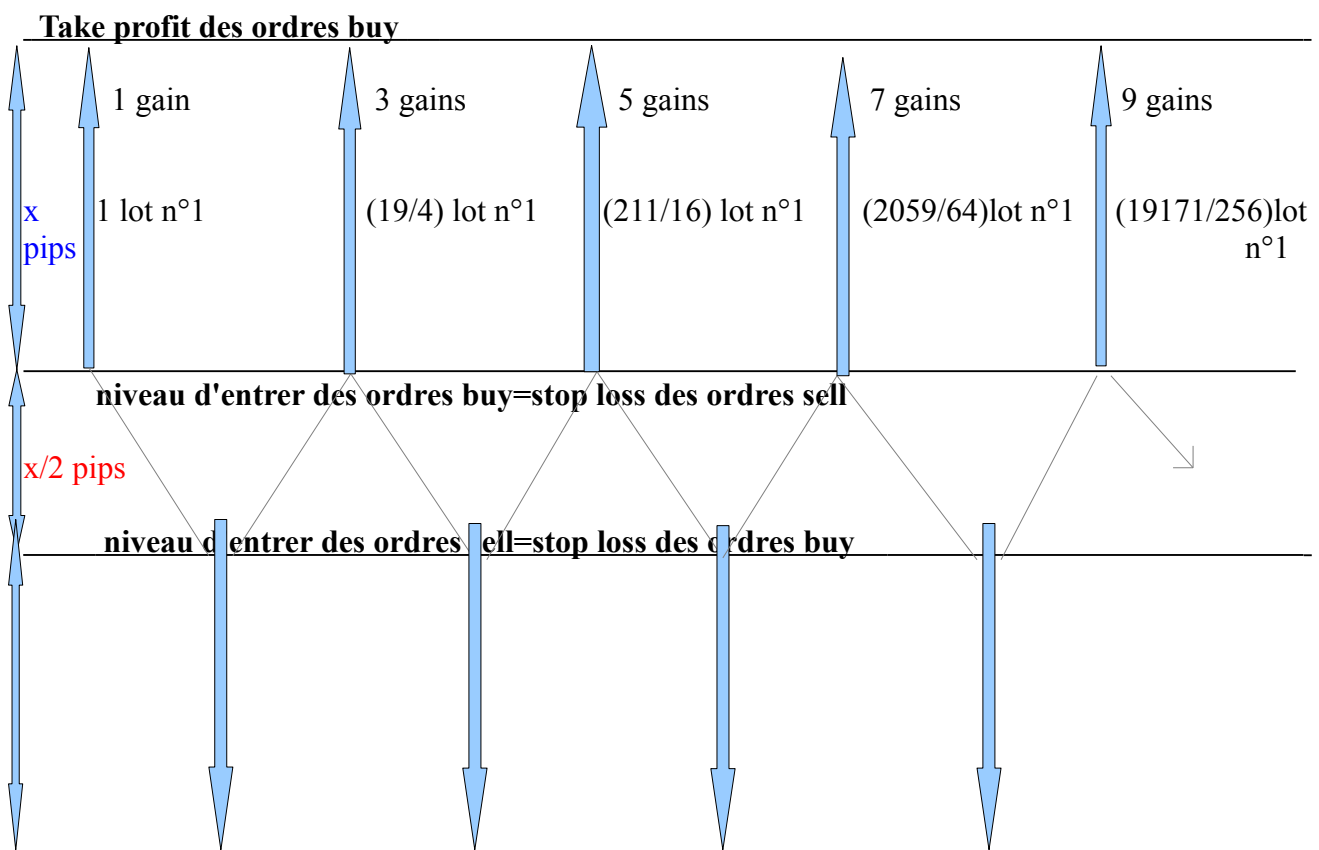 Take profit des ordres buy
1 gain
3 gains
5 gains
7 gains
9 gains
x
pips
1 lot n°1
(19/4) lot n°1
(211/16) lot n°1
(2059/64)lot n°1
(19171/256)lot
n°1
niveau d'entrer des ordres buy=stop loss des ordres sell
x/2 pips
niveau d'entrer des ordres sell=stop loss des ordres buy